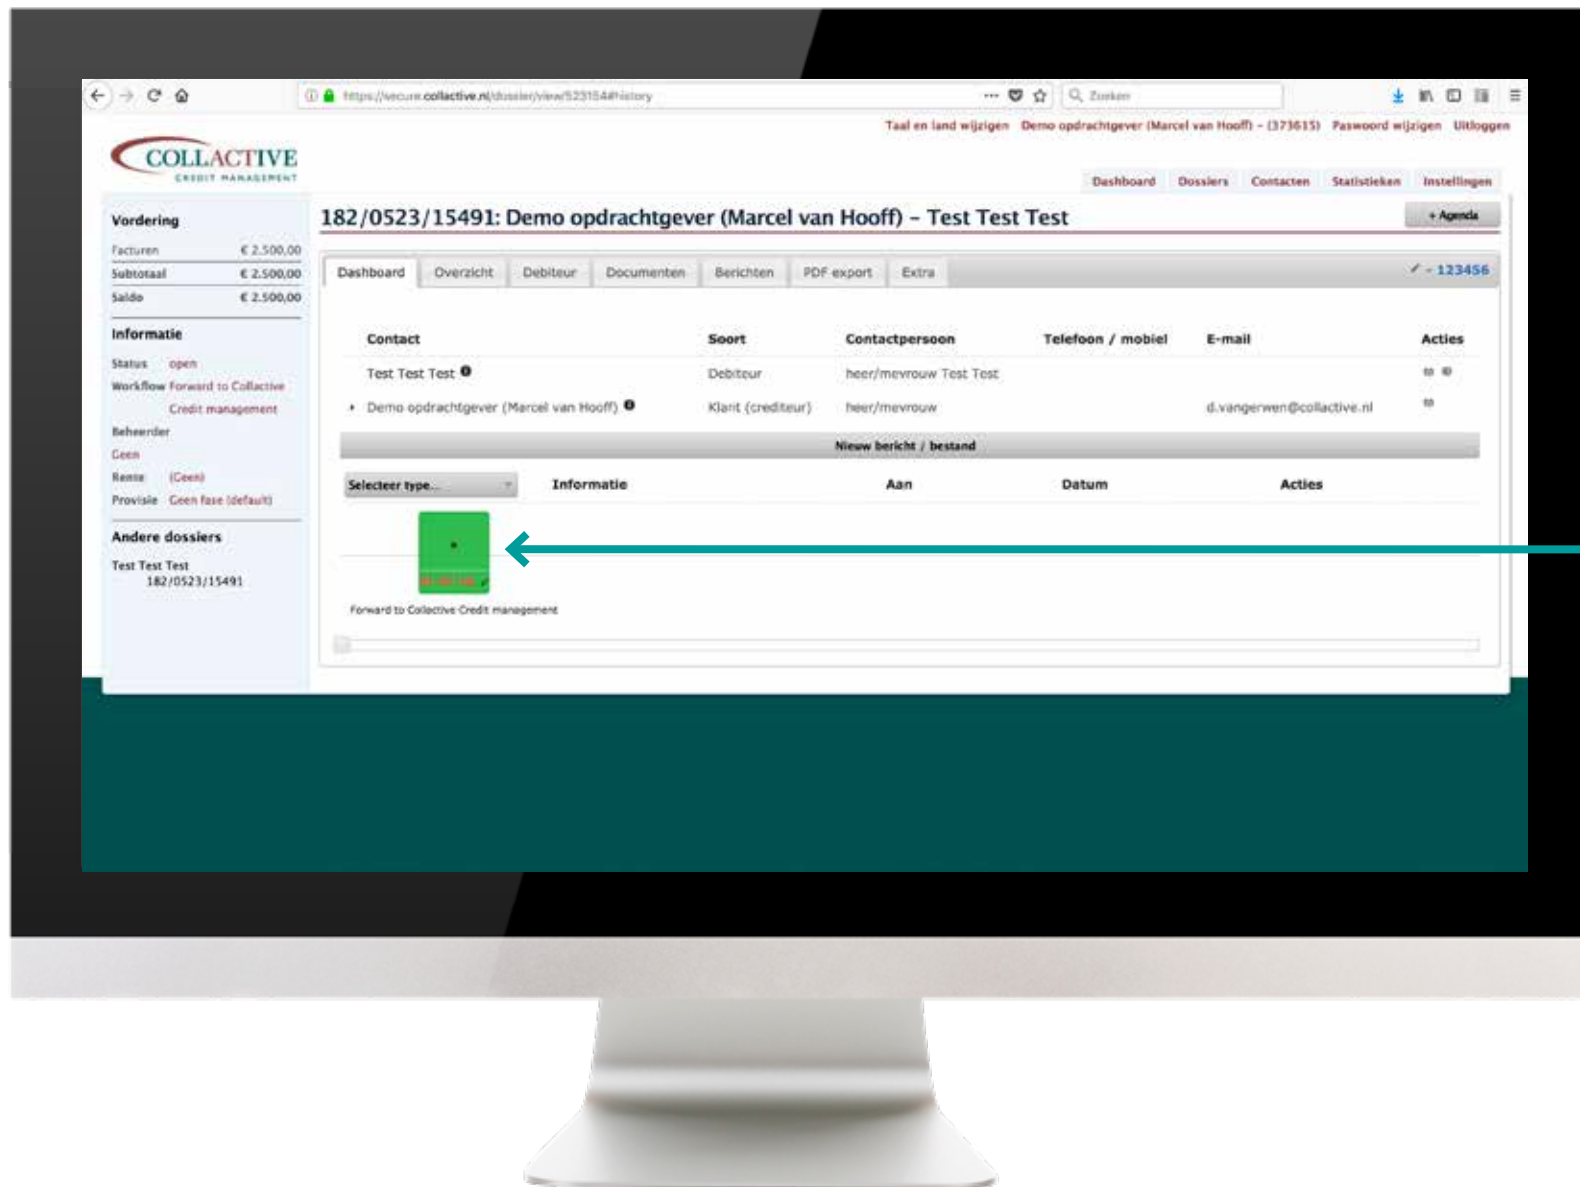 https://secure.collactive.nl/dossier/view/523154#history
Zoeken
Taal en land wijzigen Demo opdrachtgever (Marcel van Hooff) - (373615) Paswoord wijzigen Uitloggen
COLLACTIVE
CREDIT MANAGEMENT
Dashboard Dossiers Contacten Statistieken Instellingen
Vordering
Facturen € 2.500,00
Subtotaal € 2.500,00
Saldo € 2.500,00
Informatie
Status open
Workflow Forward to Collactive
Credit management
Beheerder
Geen
Rente (Geen)
Provisie Geen fase (default)
Andere dossiers
Test Test Test
182/0523/15491
182/0523/15491: Demo opdrachtgever (Marcel van Hooff) - Test Test Test
+ Agenda
Dashboard Overzicht Debiteur Documenten Berichten PDF export Extra
- 123456
Contact Soort Contactpersoon Telefoon / mobiel E-mail Acties
Test Test Test Debiteur heer/mevrouw Test Test
Demo opdrachtgever (Marcel van Hooff) Klant (crediteur) heer/mevrouw d.vangerwen@collactive.nl
Nieuw bericht / bestand
Selecteer type... Informatie Aan Datum Acties
Forward to Collactive Credit management